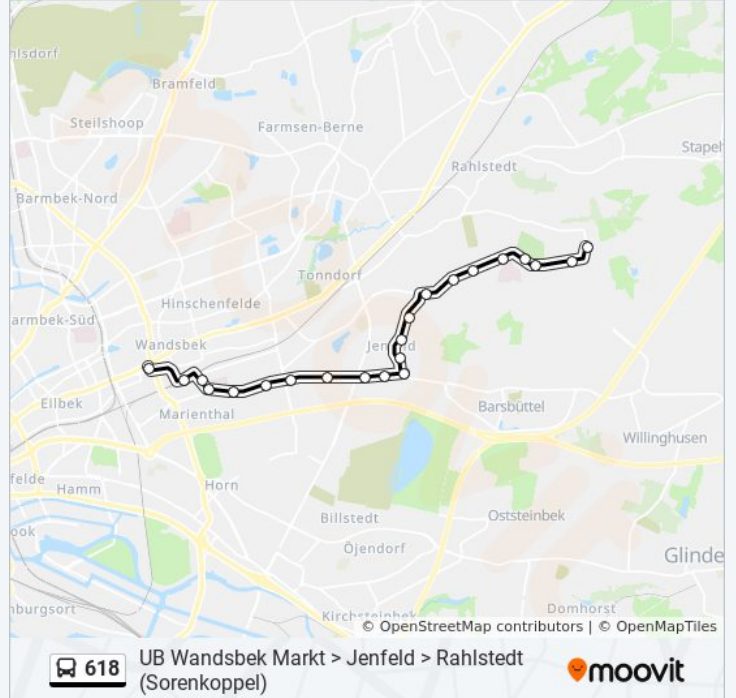 hlsdorf
Bramfeld
Steilshoop
Farmsen-Berne
Stapel
Rahlstedt
Barmbek-Nord
Tonndorf
Hinschenfelde
armbek-Süd
Wandsbek
Jenfeld
Eilbek
Marienthal
Barsbüttel
Willinghusen
felde
Hamm
Horn
Billstedt
Oststeinbek
ook
Öjendorf
Glinde
nburgsort
Kirchsteinbek
Domhorst
© OpenStreetMap contributors | © OpenMapTiles
618
UB Wandsbek Markt > Jenfeld > Rahlstedt
(Sorenkoppel)
moovit